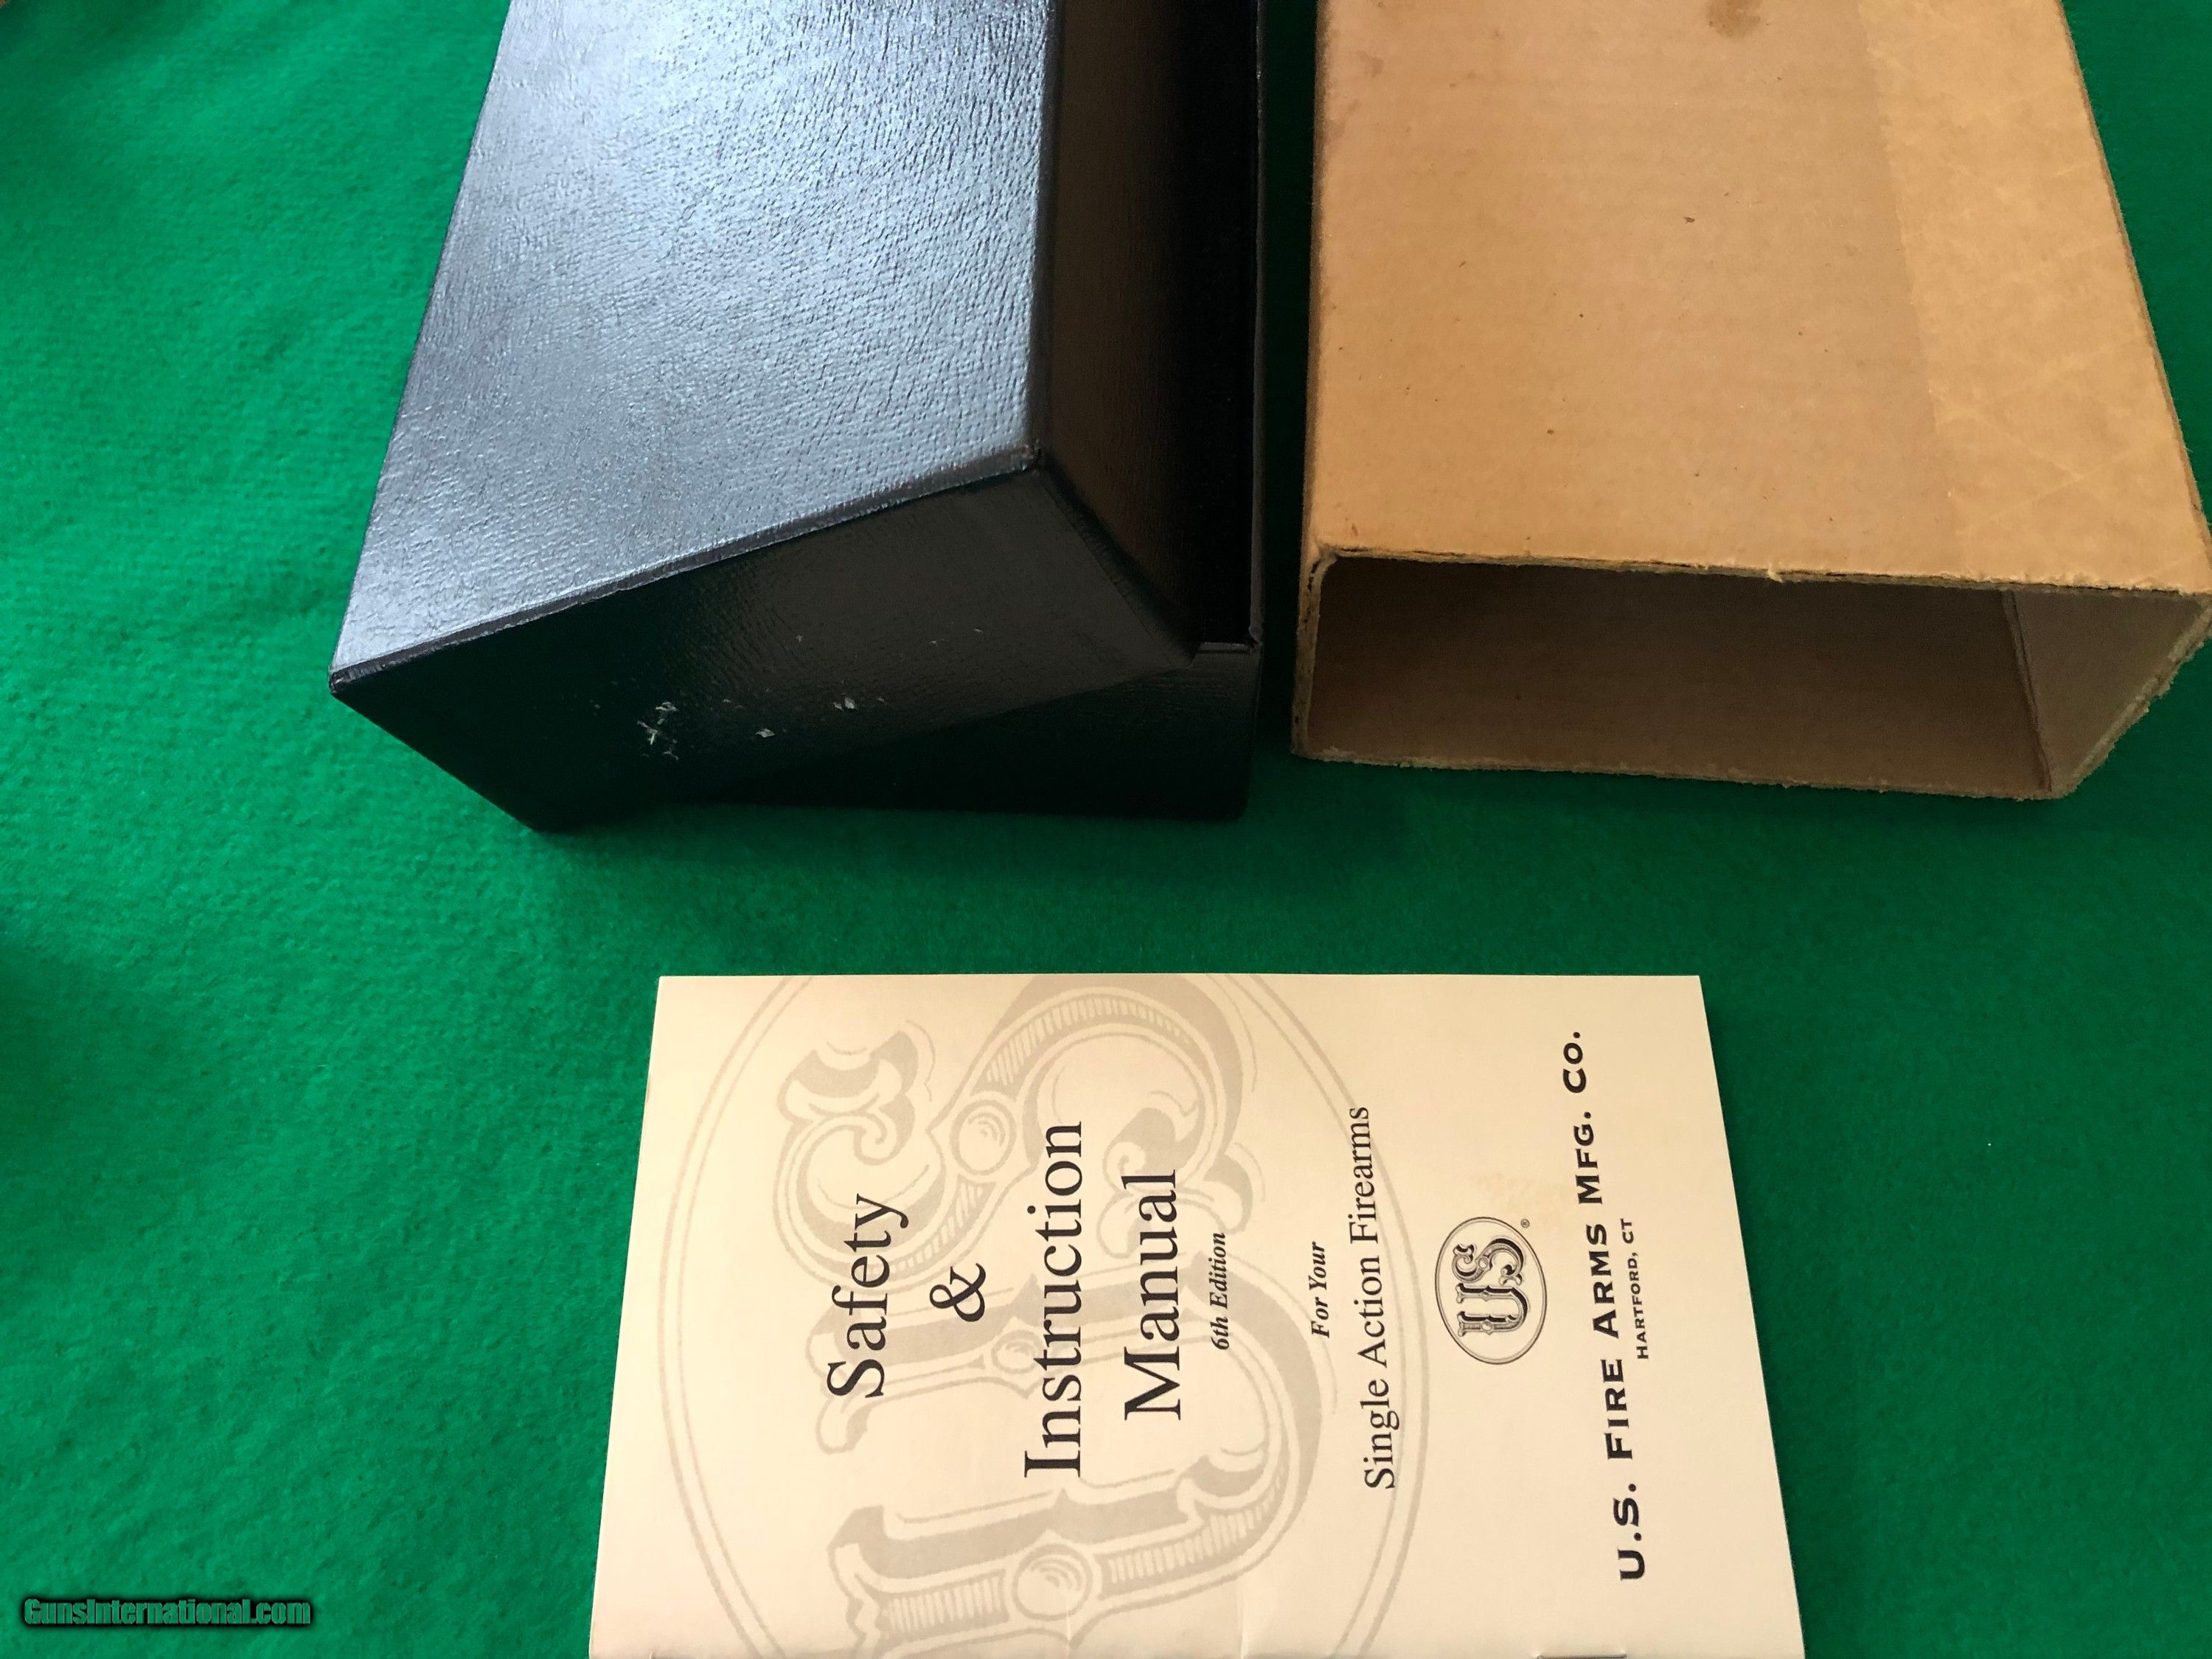 Safety
&
Instruction
Manual
6th Edition
For Your
Single Action Firearms
US®
U.S. FIRE ARMS MFG. CO.
HARTFORD, CT
GunsInternational.com